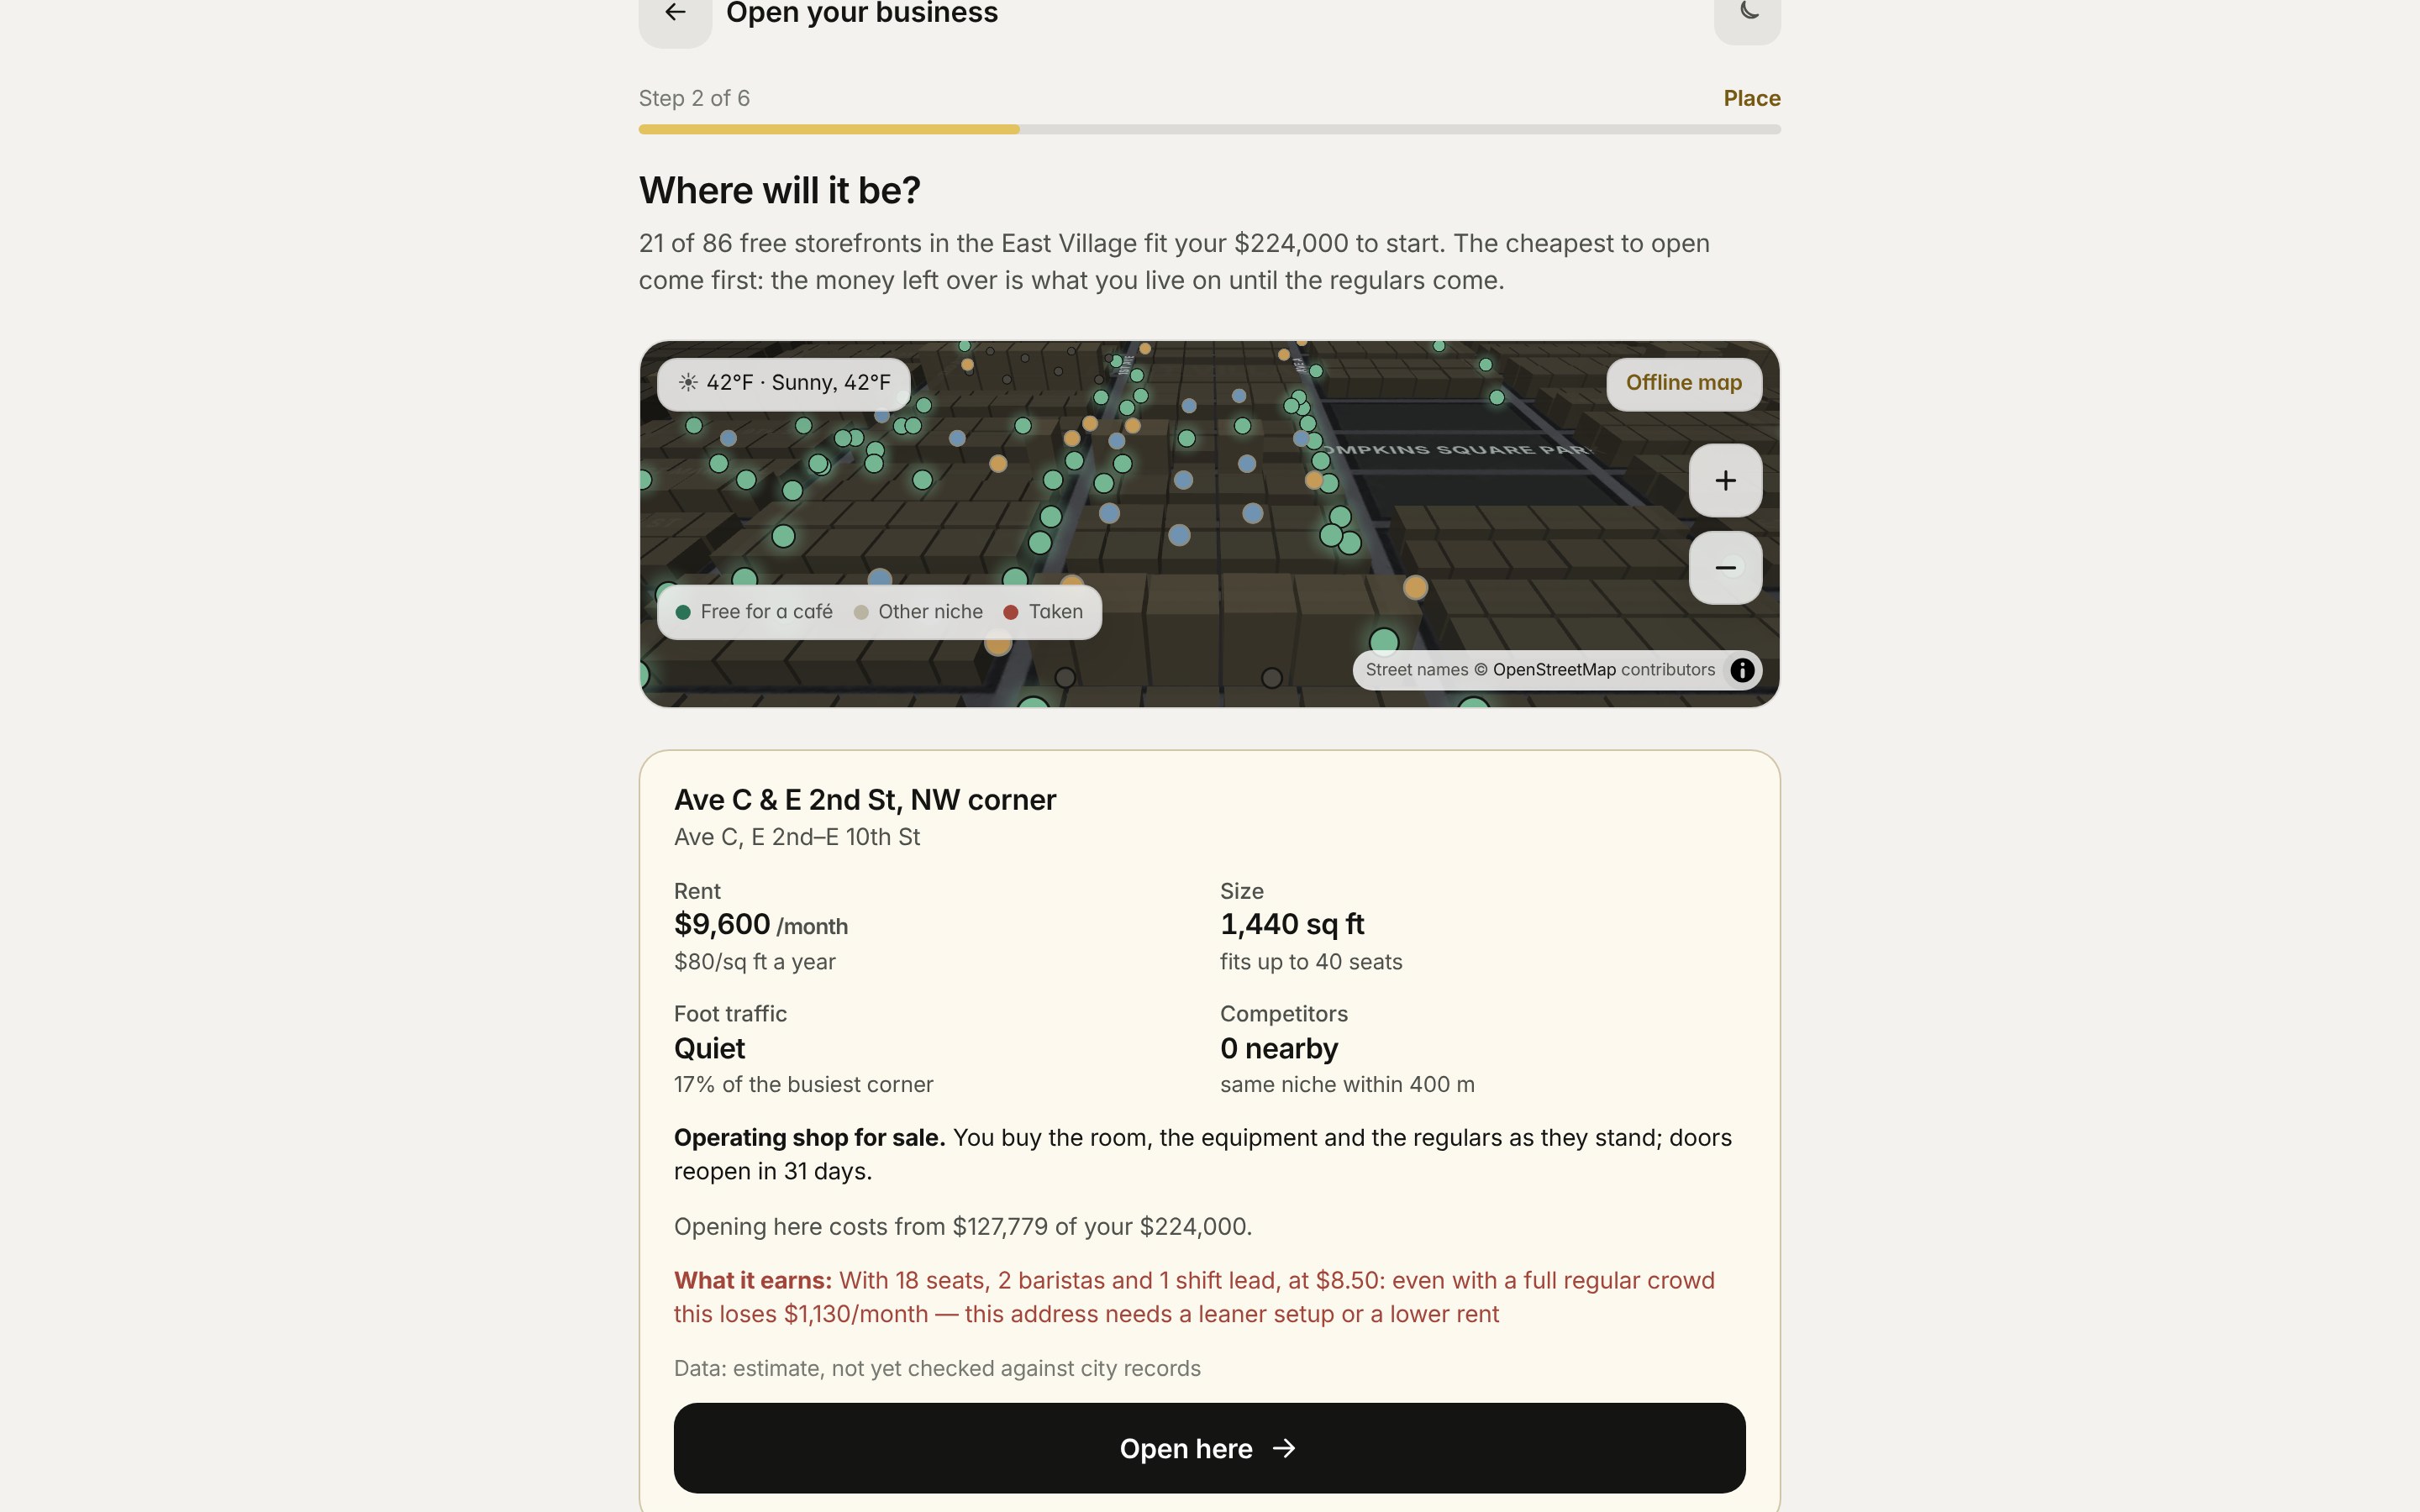 Open your business
Step 2 of 6
Place
Where will it be?
21 of 86 free storefronts in the East Village fit your $224,000 to start. The cheapest to open
come first: the money left over is what you live on until the regulars come.
42°F · Sunny, 42°F
Offline map
OMPKINS SQUARE PAR
+
−
Free for a café
Other niche
Taken
Street names © OpenStreetMap contributors
Ave C & E 2nd St, NW corner
Ave C, E 2nd–E 10th St
Rent
$9,600 /month
$80/sq ft a year
Size
1,440 sq ft
fits up to 40 seats
Foot traffic
Quiet
17% of the busiest corner
Competitors
0 nearby
same niche within 400 m
Operating shop for sale. You buy the room, the equipment and the regulars as they stand; doors
reopen in 31 days.
Opening here costs from $127,779 of your $224,000.
What it earns: With 18 seats, 2 baristas and 1 shift lead, at $8.50: even with a full regular crowd
this loses $1,130/month — this address needs a leaner setup or a lower rent
Data: estimate, not yet checked against city records
Open here →